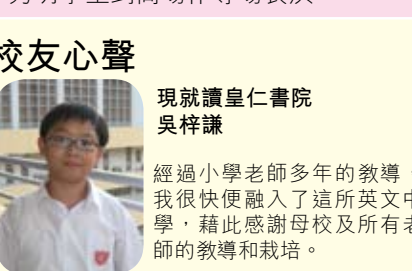 校友心聲
現就讀皇仁書院
吳梓謙
經過小學老師多年的教導，
我很快便融入了這所英文中
學，藉此感謝母校及所有老
師的教導和栽培。